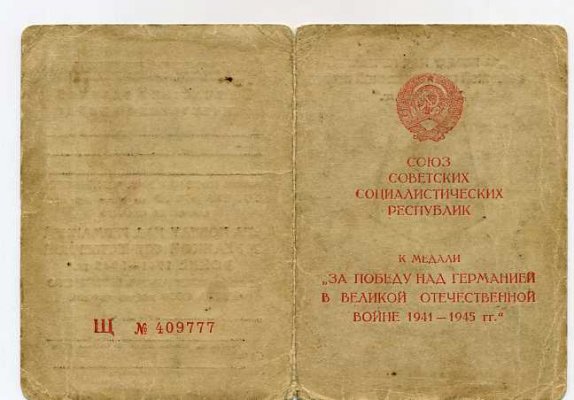 Щ № 409777
СОЮЗ
СОВЕТСКИХ
СОЦИАЛИСТИЧЕСКИХ
РЕСПУБЛИК
К МЕДАЛИ
„ЗА ПОБЕДУ НАД ГЕРМАНИЕЙ
В ВЕЛИКОЙ ОТЕЧЕСТВЕННОЙ
ВОЙНЕ 1941 — 1945 гг.“